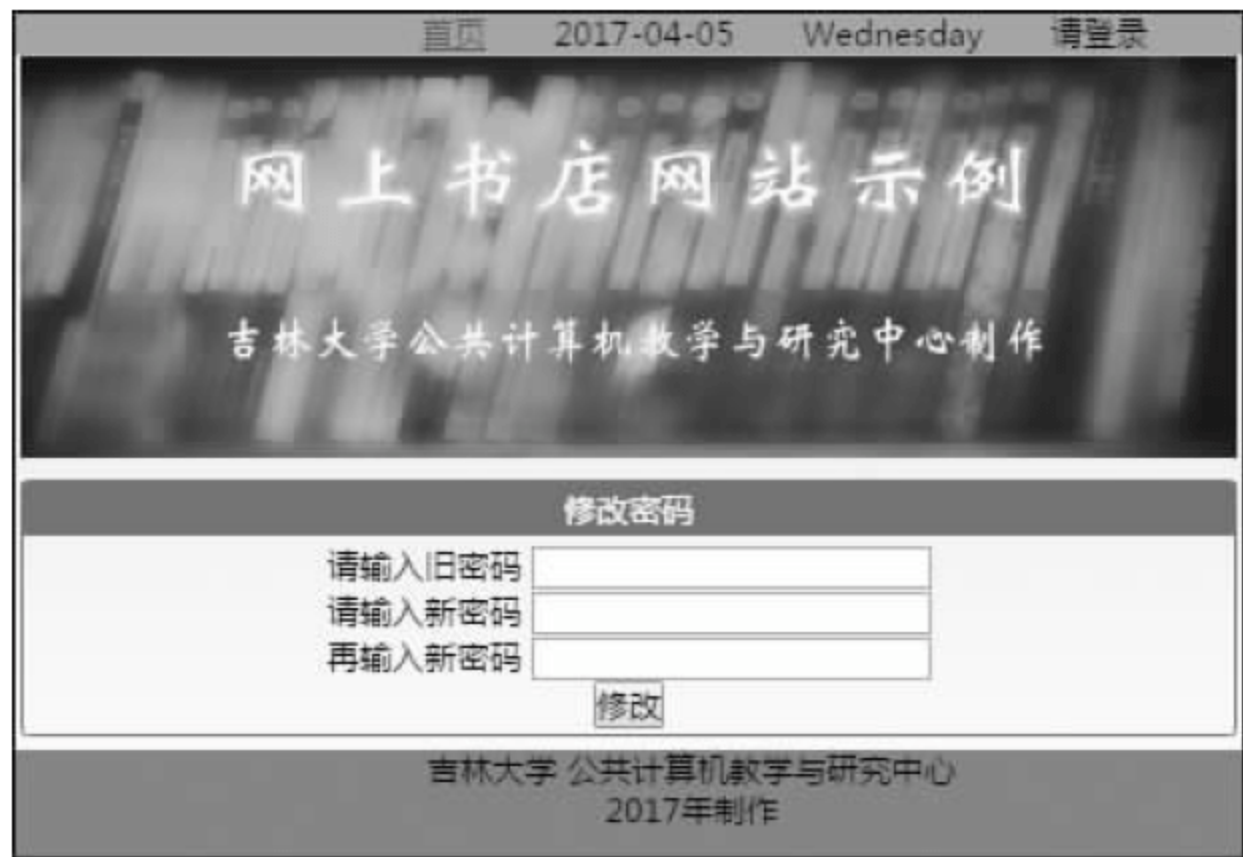 首页 2017-04-05 Wednesday 请登录
网上书店网站示例
吉林大学公共计算机教学与研究中心制作
修改密码
请输入旧密码
请输入新密码
再输入新密码
修改
吉林大学 公共计算机教学与研究中心
2017年制作